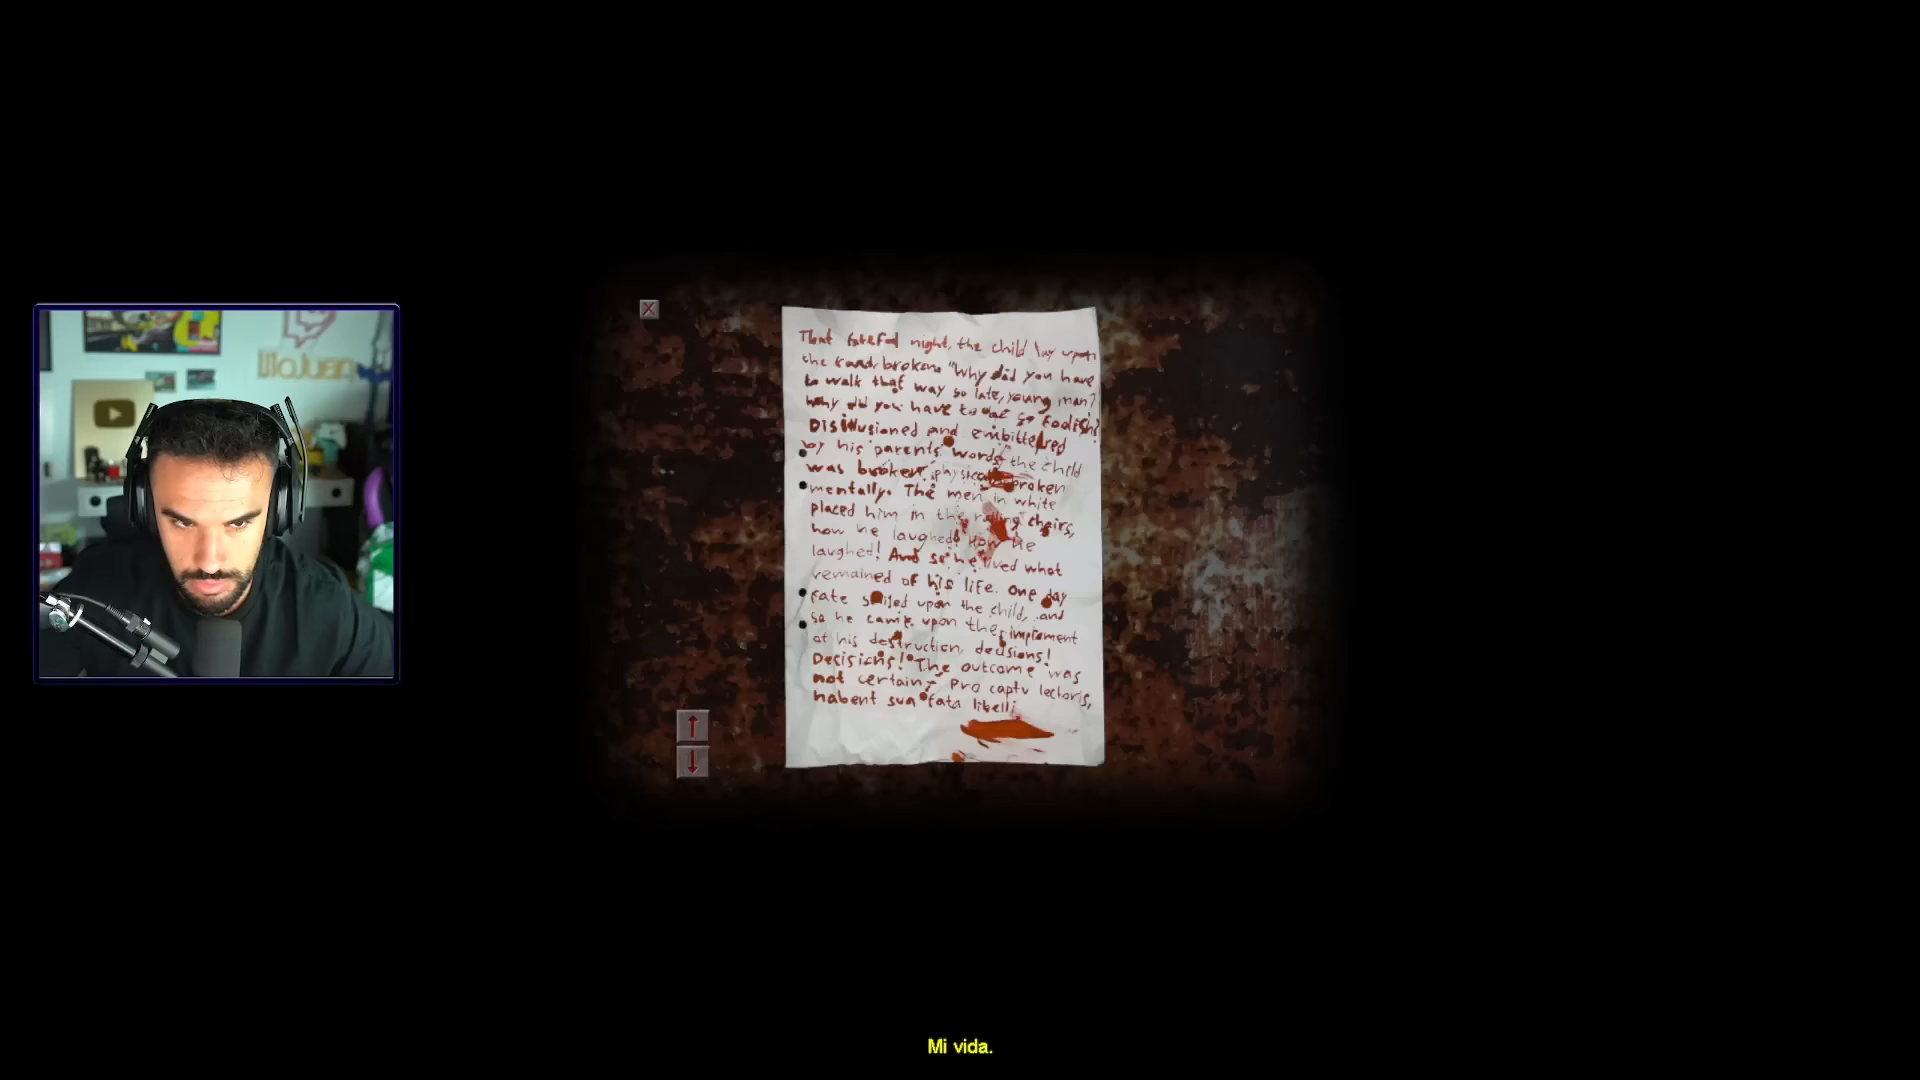 liloJuan
X
That fateful night, the child lay upon
the road, broken. "Why did you have
to walk that way so late, young man?
Why did you have to be so foolish?
Disillusioned and embittered
by his parents' words, the child
was broken, physically broken
mentally. The men in white
placed him in the rolling chairs,
how he laughed! How he
laughed! And so he lived what
remained of his life. One day
fate smiled upon the child, and
so he came upon the implement
of his destruction, decisions!
Decisions! The outcome was
not certain - Pro captu lectoris,
habent sua fata libelli
Mi vida.